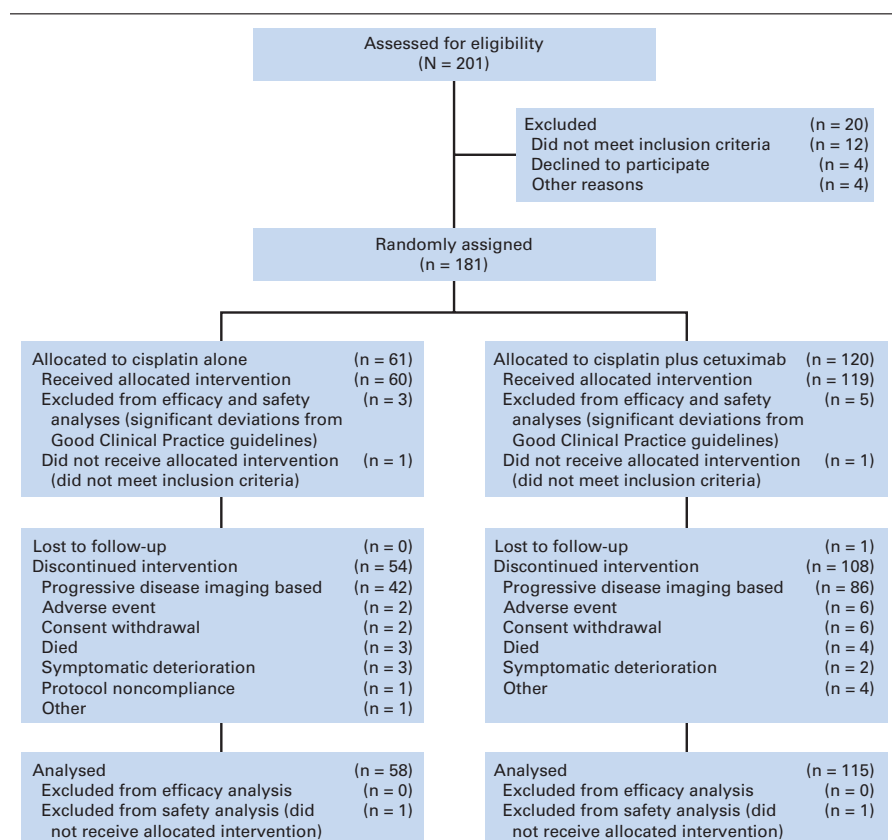 Assessed for eligibility
(N = 201)
Excluded (n = 20)
Did not meet inclusion criteria (n = 12)
Declined to participate (n = 4)
Other reasons (n = 4)
Randomly assigned
(n = 181)
Allocated to cisplatin alone (n = 61)
Received allocated intervention (n = 60)
Excluded from efficacy and safety (n = 3)
analyses (significant deviations from
Good Clinical Practice guidelines)
Did not receive allocated intervention (n = 1)
(did not meet inclusion criteria)
Allocated to cisplatin plus cetuximab (n = 120)
Received allocated intervention (n = 119)
Excluded from efficacy and safety (n = 5)
analyses (significant deviations from
Good Clinical Practice guidelines)
Did not receive allocated intervention (n = 1)
(did not meet inclusion criteria)
Lost to follow-up (n = 0)
Discontinued intervention (n = 54)
Progressive disease imaging based (n = 42)
Adverse event (n = 2)
Consent withdrawal (n = 2)
Died (n = 3)
Symptomatic deterioration (n = 3)
Protocol noncompliance (n = 1)
Other (n = 1)
Lost to follow-up (n = 1)
Discontinued intervention (n = 108)
Progressive disease imaging based (n = 86)
Adverse event (n = 6)
Consent withdrawal (n = 6)
Died (n = 4)
Symptomatic deterioration (n = 2)
Other (n = 4)
Analysed (n = 58)
Excluded from efficacy analysis (n = 0)
Excluded from safety analysis (did (n = 1)
not receive allocated intervention)
Analysed (n = 115)
Excluded from efficacy analysis (n = 0)
Excluded from safety analysis (did (n = 1)
not receive allocated intervention)